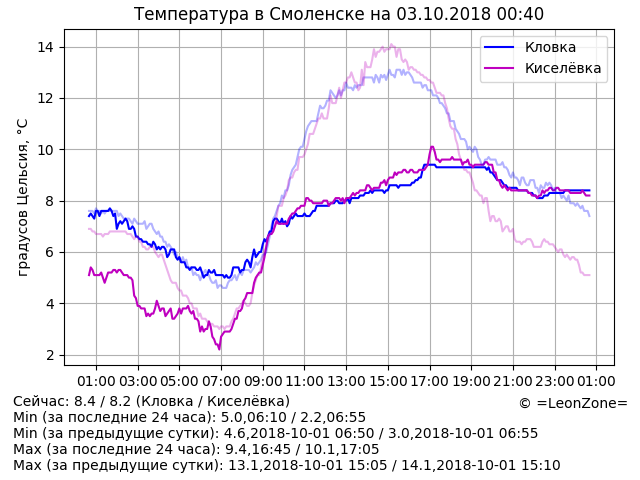 Температура в Смоленске на 03.10.2018 00:40
Кловка
Киселёвка
градусов Цельсия, °C
14
12
10
8
6
4
2
01:00 03:00 05:00 07:00 09:00 11:00 13:00 15:00 17:00 19:00 21:00 23:00 01:00
Сейчас: 8.4 / 8.2 (Кловка / Киселёвка)
© =LeonZone=
Min (за последние 24 часа): 5.0,06:10 / 2.2,06:55
Min (за предыдущие сутки): 4.6,2018-10-01 06:50 / 3.0,2018-10-01 06:55
Max (за последние 24 часа): 9.4,16:45 / 10.1,17:05
Max (за предыдущие сутки): 13.1,2018-10-01 15:05 / 14.1,2018-10-01 15:10